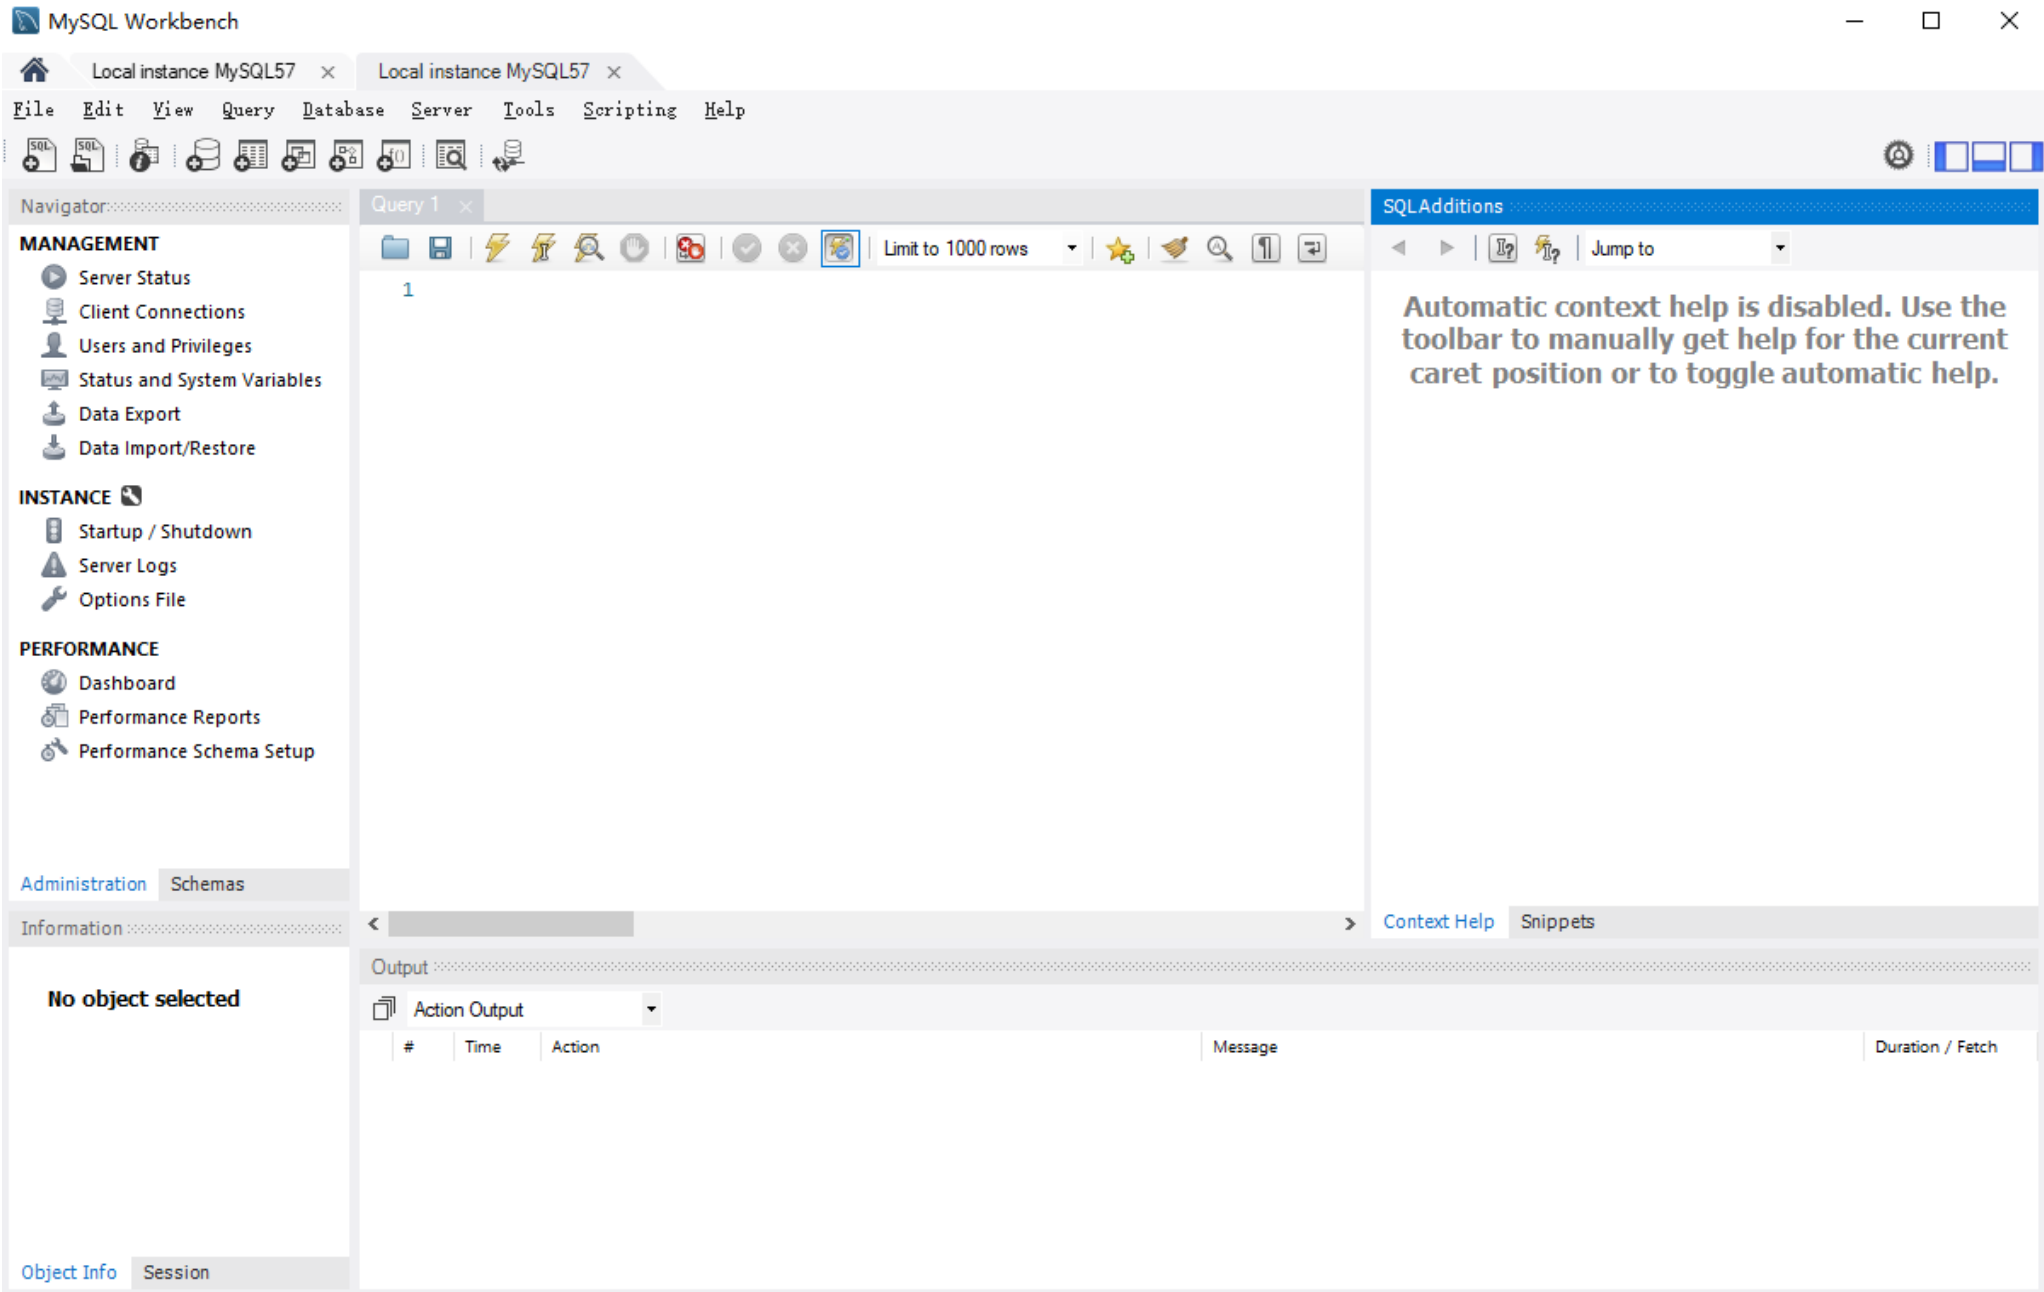 MySQL Workbench
Local instance MySQL57
Local instance MySQL57
File Edit View Query Database Server Tools Scripting Help
Navigator
MANAGEMENT
Server Status
Client Connections
Users and Privileges
Status and System Variables
Data Export
Data Import/Restore
INSTANCE
Startup / Shutdown
Server Logs
Options File
PERFORMANCE
Dashboard
Performance Reports
Performance Schema Setup
Administration Schemas
Information
No object selected
Object Info Session
Query 1
Limit to 1000 rows
1
SQLAdditions
Jump to
Automatic context help is disabled. Use the
toolbar to manually get help for the current
caret position or to toggle automatic help.
Context Help Snippets
Output
Action Output
# Time Action Message Duration / Fetch